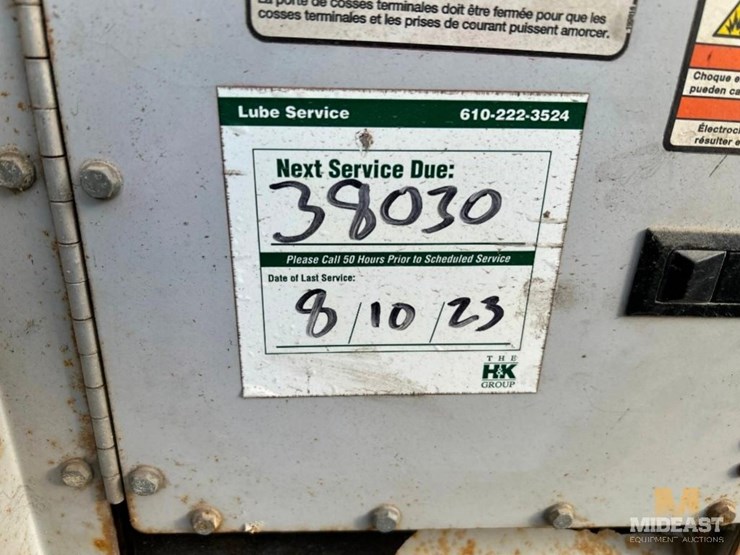 La porte de cosses terminales doit être fermée pour que les
cosses terminales et les prises de courant puissent amorcer.
Choque e
pueden ca
Électroc
résulter e
Lube Service 610-222-3524
Next Service Due:
38030
Please Call 50 Hours Prior to Scheduled Service
Date of Last Service:
8/10/23
THE
H&K
GROUP
MIDEAST
EQUIPMENT AUCTIONS